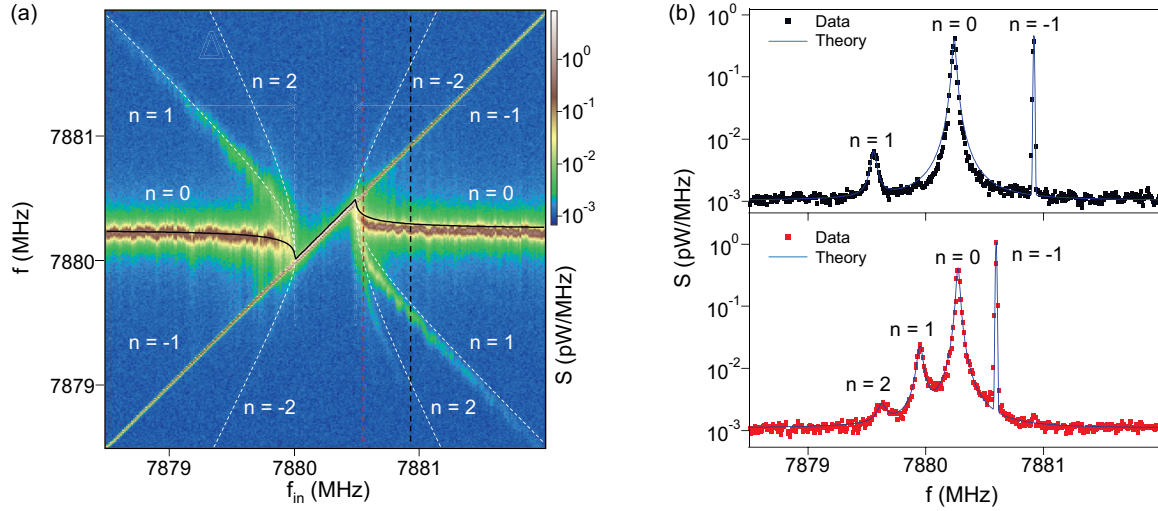 (a)
n = 2
n = -2
n = 1
n = -1
n = 0
n = 0
n = -1
n = 1
n = -2
n = 2
7881
7880
7879
f (MHz)
7879
7880
7881
f_in (MHz)
10^0
10^-1
10^-2
10^-3
S (pW/MHz)
(b)
10^0
10^-1
10^-2
10^-3
Data
Theory
n = 0
n = -1
n = 1
10^0
10^-1
10^-2
10^-3
Data
Theory
n = 0
n = -1
n = 1
n = 2
S (pW/MHz)
7879
7880
7881
f (MHz)